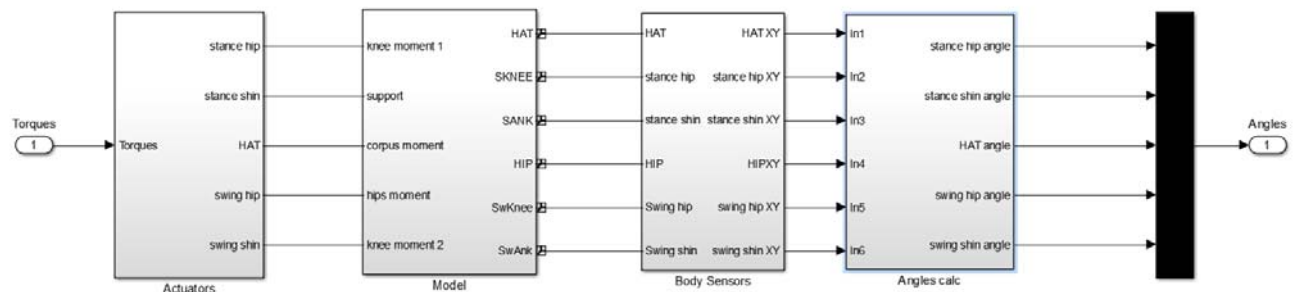 Torques
1
Torques
stance hip
stance shin
HAT
swing hip
swing shin
Actuators
knee moment 1
support
corpus moment
hips moment
knee moment 2
HAT
SKNEE
SANK
HIP
SwKnee
SwAnk
Model
HAT
stance hip
stance shin
HIP
Swing hip
Swing shin
HAT XY
stance hip XY
stance shin XY
HIPXY
swing hip XY
swing shin XY
Body Sensors
In1
In2
In3
In4
In5
In6
stance hip angle
stance shin angle
HAT angle
swing hip angle
swing shin angle
Angles calc
Angles
1